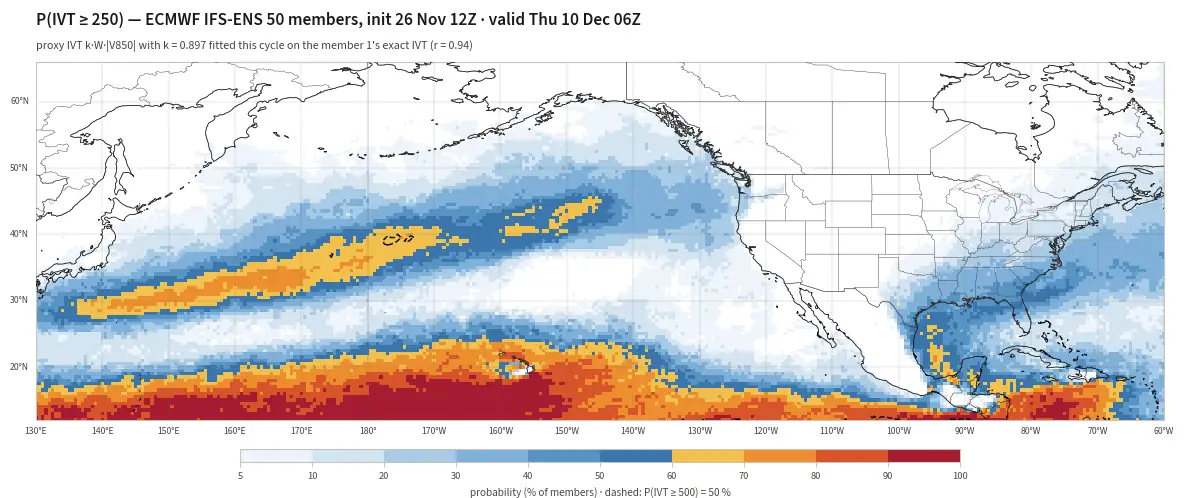 P(IVT ≥ 250) — ECMWF IFS-ENS 50 members, init 26 Nov 12Z · valid Thu 10 Dec 06Z
proxy IVT k·W·|V850| with k = 0.897 fitted this cycle on the member 1's exact IVT (r = 0.94)
60°N
50°N
40°N
30°N
20°N
130°E 140°E 150°E 160°E 170°E 180° 170°W 160°W 150°W 140°W 130°W 120°W 110°W 100°W 90°W 80°W 70°W 60°W
5 10 20 30 40 50 60 70 80 90 100
probability (% of members) · dashed: P(IVT ≥ 500) = 50 %